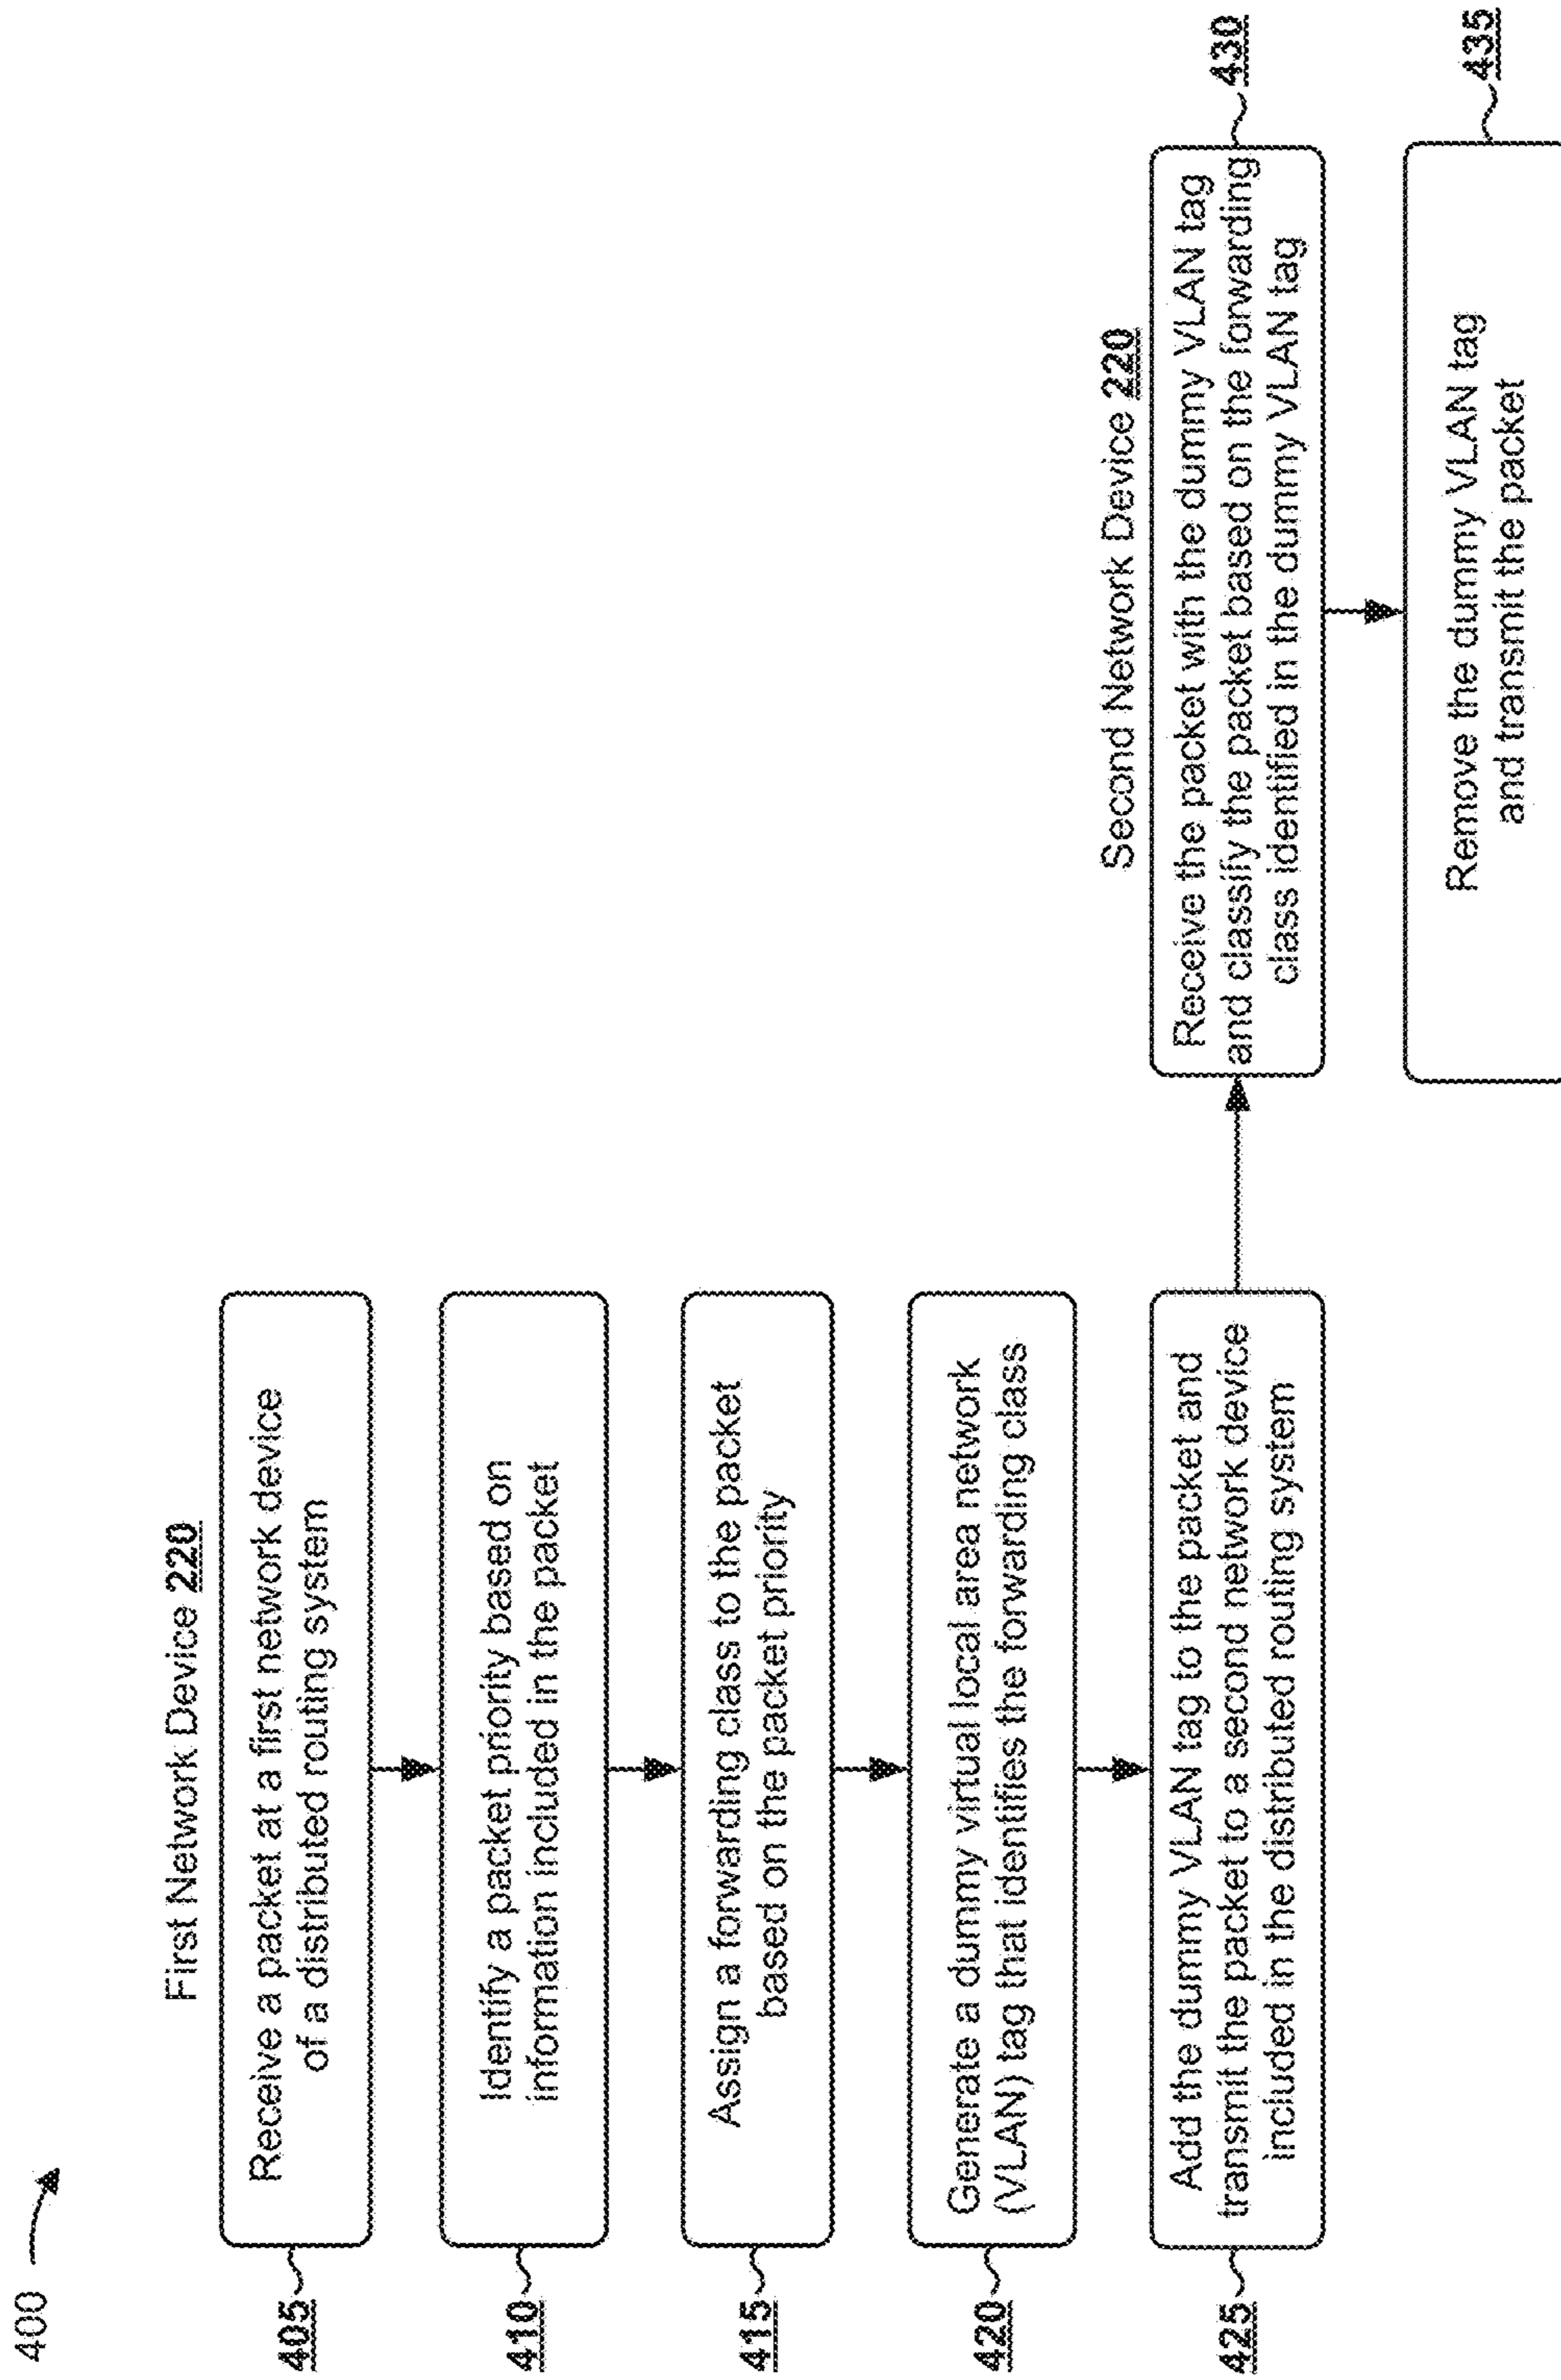 400
First Network Device 220
405
Receive a packet at a first network device
of a distributed routing system
410
Identify a packet priority based on
information included in the packet
415
Assign a forwarding class to the packet
based on the packet priority
420
Generate a dummy virtual local area network
(VLAN) tag that identifies the forwarding class
425
Add the dummy VLAN tag to the packet and
transmit the packet to a second network device
included in the distributed routing system
Second Network Device 220
Receive the packet with the dummy VLAN tag
and classify the packet based on the forwarding
class identified in the dummy VLAN tag
430
Remove the dummy VLAN tag
and transmit the packet
435